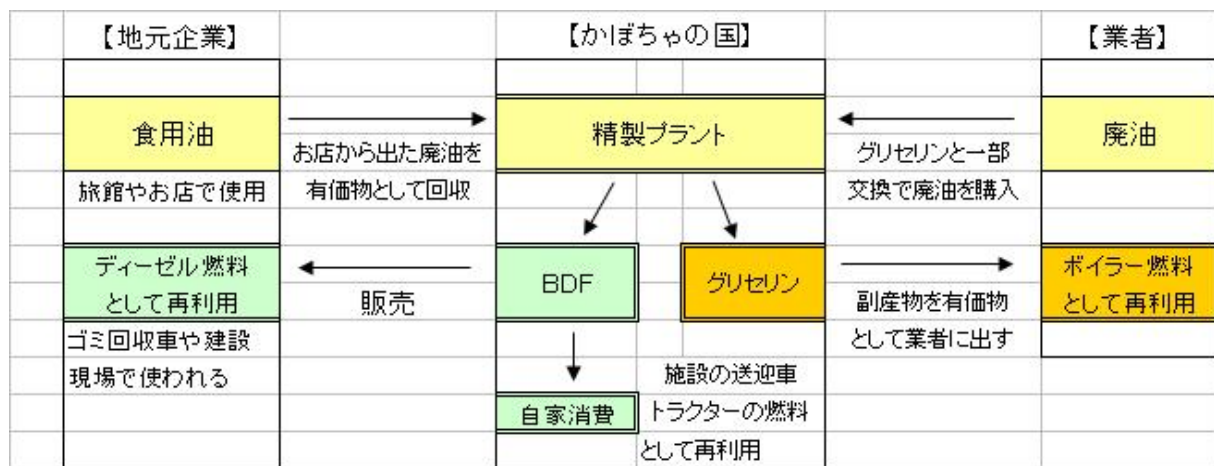 【地元企業】
【かぼちゃの国】
【業者】
食用油
お店から出た廃油を
有価物として回収
精製プラント
グリセリンと一部
交換で廃油を購入
廃油
旅館やお店で使用
ディーゼル燃料
として再利用
販売
BDF
グリセリン
副産物を有価物
として業者に出す
ボイラー燃料
として再利用
ゴミ回収車や建設
現場で使われる
自家消費
施設の送迎車
トラクターの燃料
として再利用